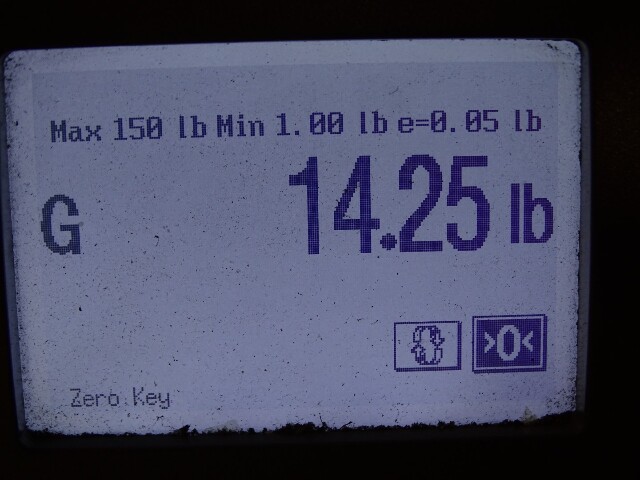 Max 150 lb Min 1.00 lb e=0.05 lb
G 14.25 lb
>0<
Zero Key